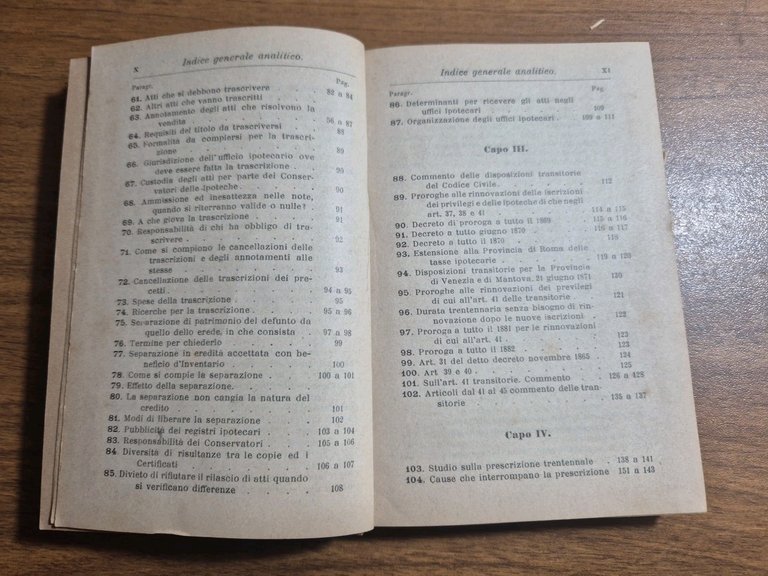 X Indice generale analitico.
Paragr. Pag.
61. Atti che si debbono trascrivere 82 a 84
62. Altri atti che vanno trascritti
63. Annotamento degli atti che risolvono la
vendita 86 a 87
64. Requisiti del titolo da trascriversi 88
65. Formalità da compiersi per la trascri-
zione 89
66. Giurisdizione dell'ufficio ipotecario ove
deve essere fatta la trascrizione 89
67. Custodia degli atti per parte dei Conser-
vatori delle ipoteche 90
68. Ammissione ed inesattezza nelle note,
quando si riterranno valide o nulle? 91
69. A che giova la trascrizione 91
70. Responsabilità di chi ha obbligo di tra-
scrivere 92
71. Come si compiono le cancellazioni delle
trascrizioni e degli annotamenti alle
stesse 93
72. Cancellazione delle trascrizioni dei pre-
cetti 94 a 95
73. Spese della trascrizione 95
74. Ricerche per la trascrizione 95 a 96
75. Separazione di patrimonio del defunto da
quello dello erede, in che consista 97 a 98
76. Termine per chiederlo 99
77. Separazione in eredità accettata con be-
neficio d'Inventario 100
78. Come si compie la separazione 100 a 101
79. Effetto della separazione.
80. La separazione non cangia la natura del
credito 101
81. Modi di liberare la separazione 102
82. Pubblicità dei registri ipotecari 103 a 104
83. Responsabilità dei Conservatori 105 a 106
84. Diversità di risultanze tra le copie ed i
Certificati 106 a 107
85. Divieto di rifiutare il rilascio di atti quando
si verificano differenze 108
Indice generale analitico. XI
Paragr. Pag.
86. Determinanti per ricevere gli atti negli
uffici ipotecari 109
87. Organizzazione degli uffici ipotecari 109 a 111
Capo III.
88. Commento delle disposizioni transitorie
del Codice Civile. 112
89. Proroghe alle rinnovazioni delle iscrizioni
dei privilegi e delle ipoteche di che negli
art. 37, 38 e 41 114 a 115
90. Decreto di proroga a tutto il 1869 115 a 116
91. Decreto a tutto giugno 1870 116 a 117
92. Decreto a tutto il 1870 118
93. Estensione alla Provincia di Roma delle
tasse ipotecarie 119 a 120
94. Disposizioni transitorie per la Provincia
di Venezia e di Mantova, 21 giugno 1871 120
95. Proroghe alle rinnovazioni dei previlegi
di cui all'art. 41 delle transitorie 121
96. Durata trentennaria senza bisogno di rin-
novazione dopo le nuove iscrizioni 122
97. Proroga a tutto il 1881 per le rinnovazioni
di cui all'art. 41 123
98. Proroga a tutto il 1882 123
99. Art. 31 del detto decreto novembre 1865. 124
100. Art 39 e 40 125
101. Sull'art. 41 transitorie. Commento 126 a 128
102. Articoli dal 41 al 45 commento delle tran-
sitorie 135 a 137
Capo IV.
103. Studio sulla prescrizione trentennale 138 a 141
104. Cause che interrompano la prescrizione 151 a 143